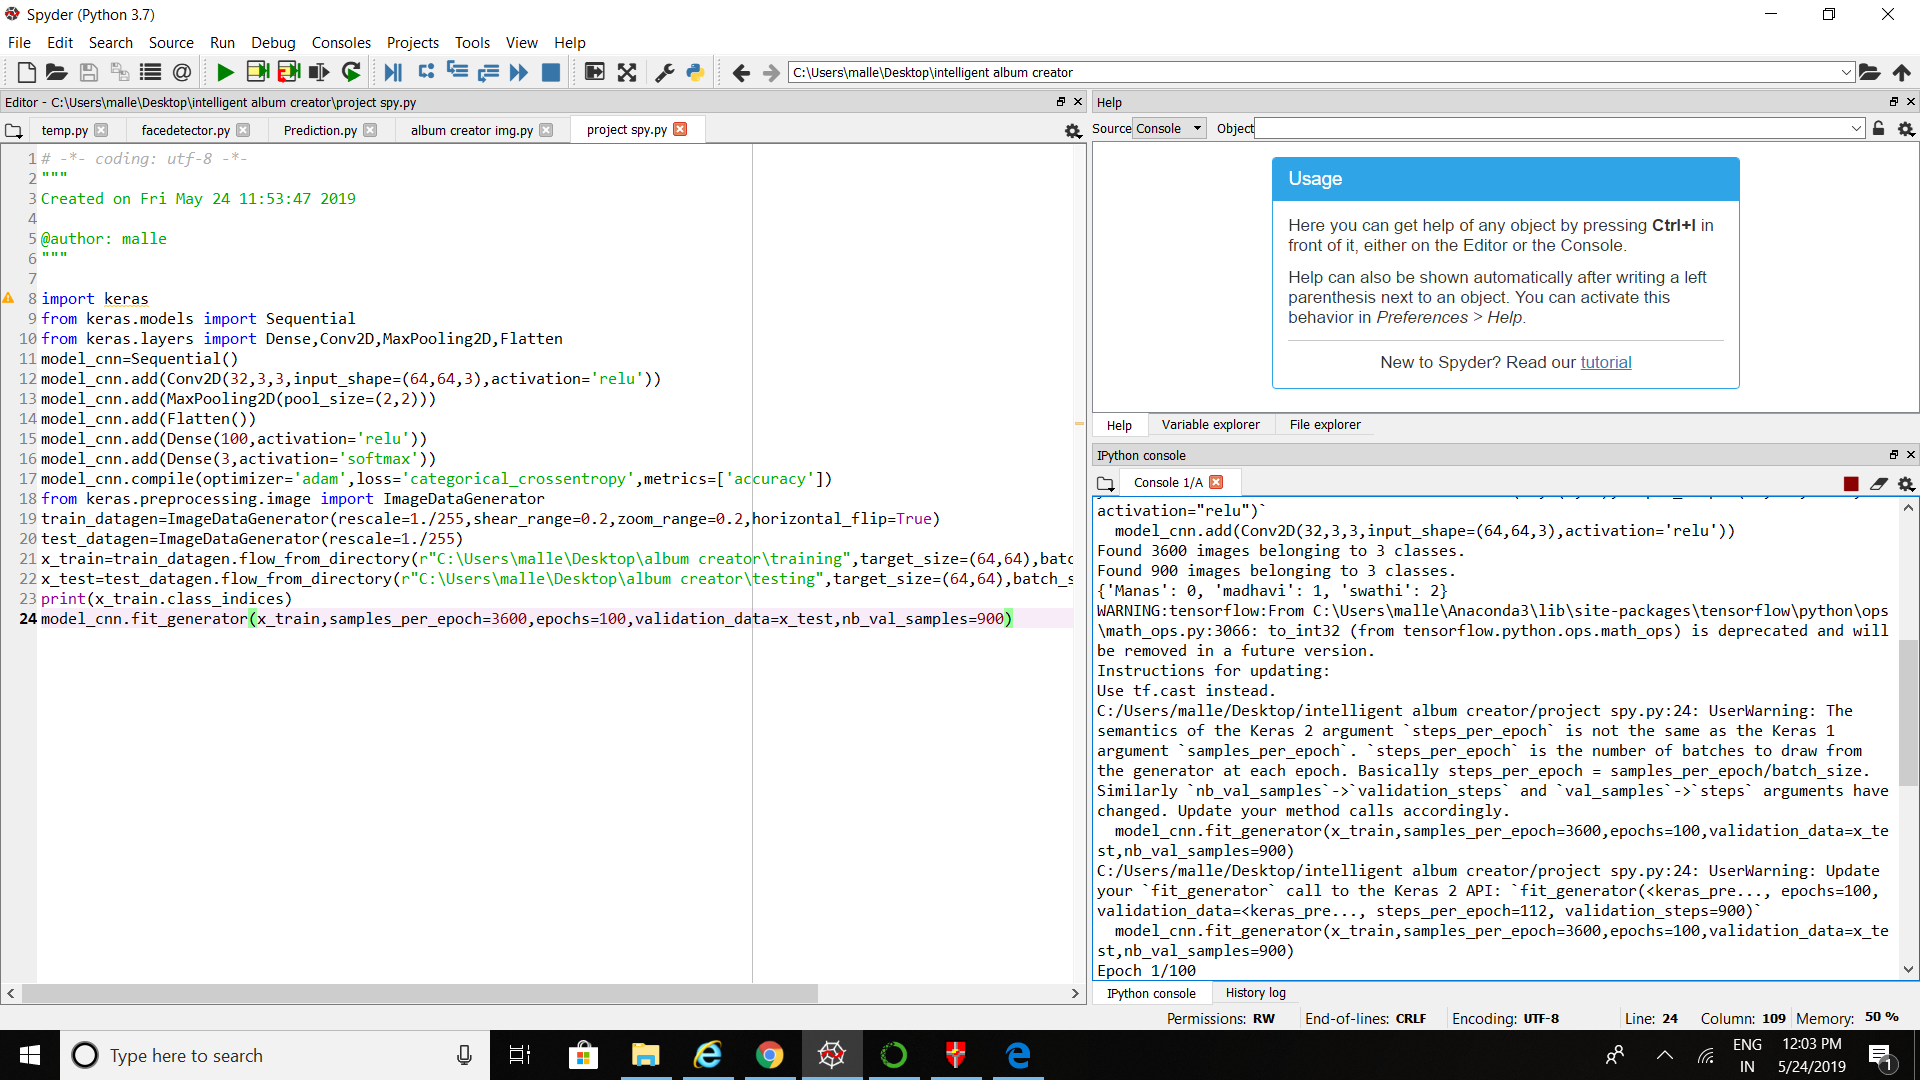 Spyder (Python 3.7)
File Edit Search Source Run Debug Consoles Projects Tools View Help
C:\Users\malle\Desktop\intelligent album creator
Editor - C:\Users\malle\Desktop\intelligent album creator\project spy.py
temp.py facedetector.py Prediction.py album creator img.py project spy.py
1 # -*- coding: utf-8 -*-
2 """
3 Created on Fri May 24 11:53:47 2019
4
5 @author: malle
6 """
7
8 import keras
9 from keras.models import Sequential
10 from keras.layers import Dense,Conv2D,MaxPooling2D,Flatten
11 model_cnn=Sequential()
12 model_cnn.add(Conv2D(32,3,3,input_shape=(64,64,3),activation='relu'))
13 model_cnn.add(MaxPooling2D(pool_size=(2,2)))
14 model_cnn.add(Flatten())
15 model_cnn.add(Dense(100,activation='relu'))
16 model_cnn.add(Dense(3,activation='softmax'))
17 model_cnn.compile(optimizer='adam',loss='categorical_crossentropy',metrics=['accuracy'])
18 from keras.preprocessing.image import ImageDataGenerator
19 train_datagen=ImageDataGenerator(rescale=1./255,shear_range=0.2,zoom_range=0.2,horizontal_flip=True)
20 test_datagen=ImageDataGenerator(rescale=1./255)
21 x_train=train_datagen.flow_from_directory(r"C:\Users\malle\Desktop\album creator\training",target_size=(64,64),batc
22 x_test=test_datagen.flow_from_directory(r"C:\Users\malle\Desktop\album creator\testing",target_size=(64,64),batch_s
23 print(x_train.class_indices)
24 model_cnn.fit_generator(x_train,samples_per_epoch=3600,epochs=100,validation_data=x_test,nb_val_samples=900)
Help
Source Console Object
Usage
Here you can get help of any object by pressing Ctrl+I in
front of it, either on the Editor or the Console.
Help can also be shown automatically after writing a left
parenthesis next to an object. You can activate this
behavior in Preferences > Help.
New to Spyder? Read our tutorial
Help Variable explorer File explorer
IPython console
Console 1/A
activation="relu")`
model_cnn.add(Conv2D(32,3,3,input_shape=(64,64,3),activation='relu'))
Found 3600 images belonging to 3 classes.
Found 900 images belonging to 3 classes.
{'Manas': 0, 'madhavi': 1, 'swathi': 2}
WARNING:tensorflow:From C:\Users\malle\Anaconda3\lib\site-packages\tensorflow\python\ops
\math_ops.py:3066: to_int32 (from tensorflow.python.ops.math_ops) is deprecated and will
be removed in a future version.
Instructions for updating:
Use tf.cast instead.
C:/Users/malle/Desktop/intelligent album creator/project spy.py:24: UserWarning: The
semantics of the Keras 2 argument `steps_per_epoch` is not the same as the Keras 1
argument `samples_per_epoch`. `steps_per_epoch` is the number of batches to draw from
the generator at each epoch. Basically steps_per_epoch = samples_per_epoch/batch_size.
Similarly `nb_val_samples`->`validation_steps` and `val_samples`->`steps` arguments have
changed. Update your method calls accordingly.
model_cnn.fit_generator(x_train,samples_per_epoch=3600,epochs=100,validation_data=x_te
st,nb_val_samples=900)
C:/Users/malle/Desktop/intelligent album creator/project spy.py:24: UserWarning: Update
your `fit_generator` call to the Keras 2 API: `fit_generator(<keras_pre..., epochs=100,
validation_data=<keras_pre..., steps_per_epoch=112, validation_steps=900)`
model_cnn.fit_generator(x_train,samples_per_epoch=3600,epochs=100,validation_data=x_te
st,nb_val_samples=900)
Epoch 1/100
IPython console History log
Permissions: RW End-of-lines: CRLF Encoding: UTF-8 Line: 24 Column: 109 Memory: 50 %
Type here to search
ENG
IN
12:03 PM
5/24/2019
1